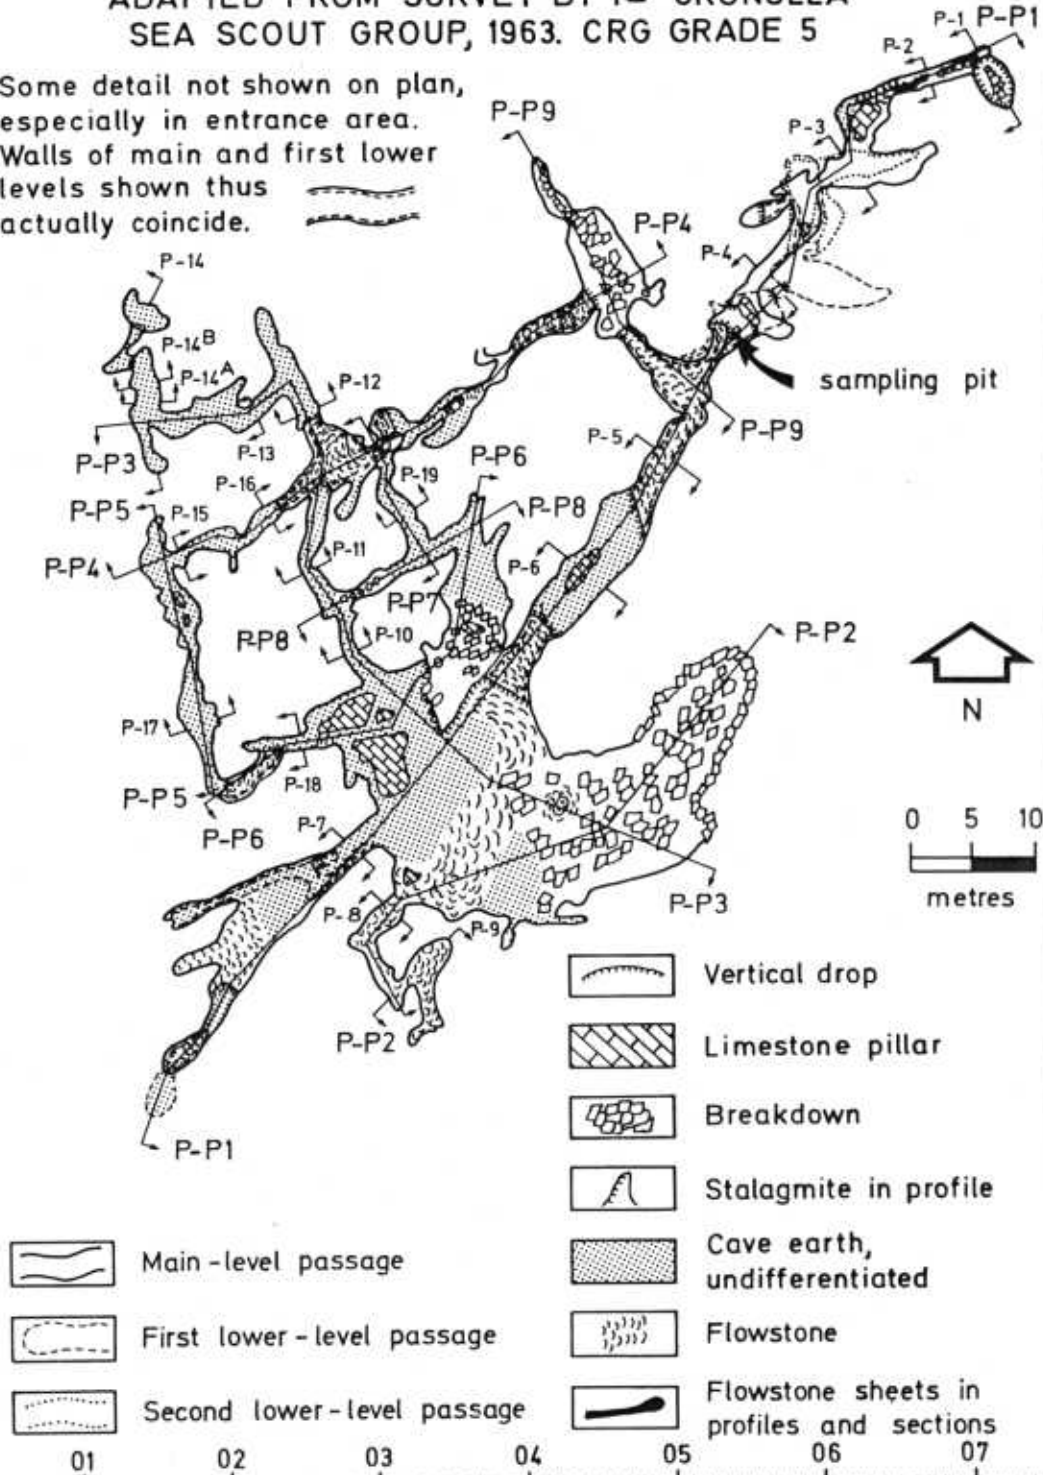 SEA SCOUT GROUP, 1963. CRG GRADE 5
Some detail not shown on plan,
especially in entrance area.
Walls of main and first lower
levels shown thus
actually coincide.
P-1 P-P1
P-2
P-3
P-P9
P-P4
P-4
P-14
P-14B
P-14A
P-12
sampling pit
P-P3
P-13
P-5
P-P9
P-P6
P-16
P-19
P-P5
P-15
P-P8
P-11
P-6
P-P4
P-P7
P-P8
P-10
P-P2
N
P-17
P-18
P-P5
P-P6
P-7
0 5 10
metres
P-P3
P-8
P-9
P-P2
P-P1
Vertical drop
Limestone pillar
Breakdown
Stalagmite in profile
Cave earth,
undifferentiated
Flowstone
Flowstone sheets in
profiles and sections
Main-level passage
First lower-level passage
Second lower-level passage
01 02 03 04 05 06 07